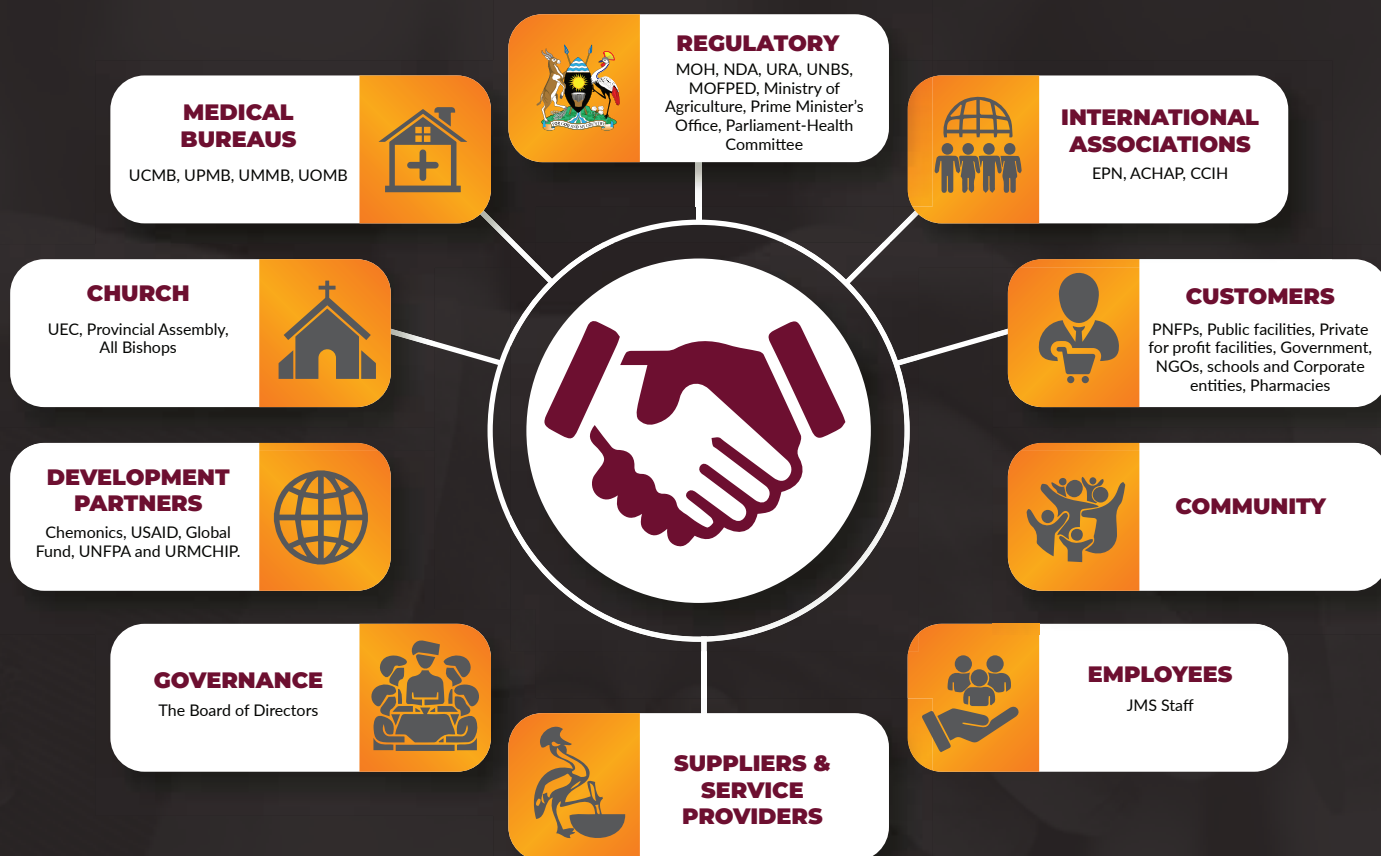 REGULATORY
MOH, NDA, URA, UNBS,
MOFPED, Ministry of
Agriculture, Prime Minister's
Office, Parliament-Health
Committee
MEDICAL
BUREAUS
UCMB, UPMB, UMMB, UOMB
INTERNATIONAL
ASSOCIATIONS
EPN, ACHAP, CCIH
CHURCH
UEC, Provincial Assembly,
All Bishops
CUSTOMERS
PNFPs, Public facilities, Private
for profit facilities, Government,
NGOs, schools and Corporate
entities, Pharmacies
DEVELOPMENT
PARTNERS
Chemonics, USAID, Global
Fund, UNFPA and URMCHIP.
COMMUNITY
GOVERNANCE
The Board of Directors
EMPLOYEES
JMS Staff
SUPPLIERS &
SERVICE
PROVIDERS